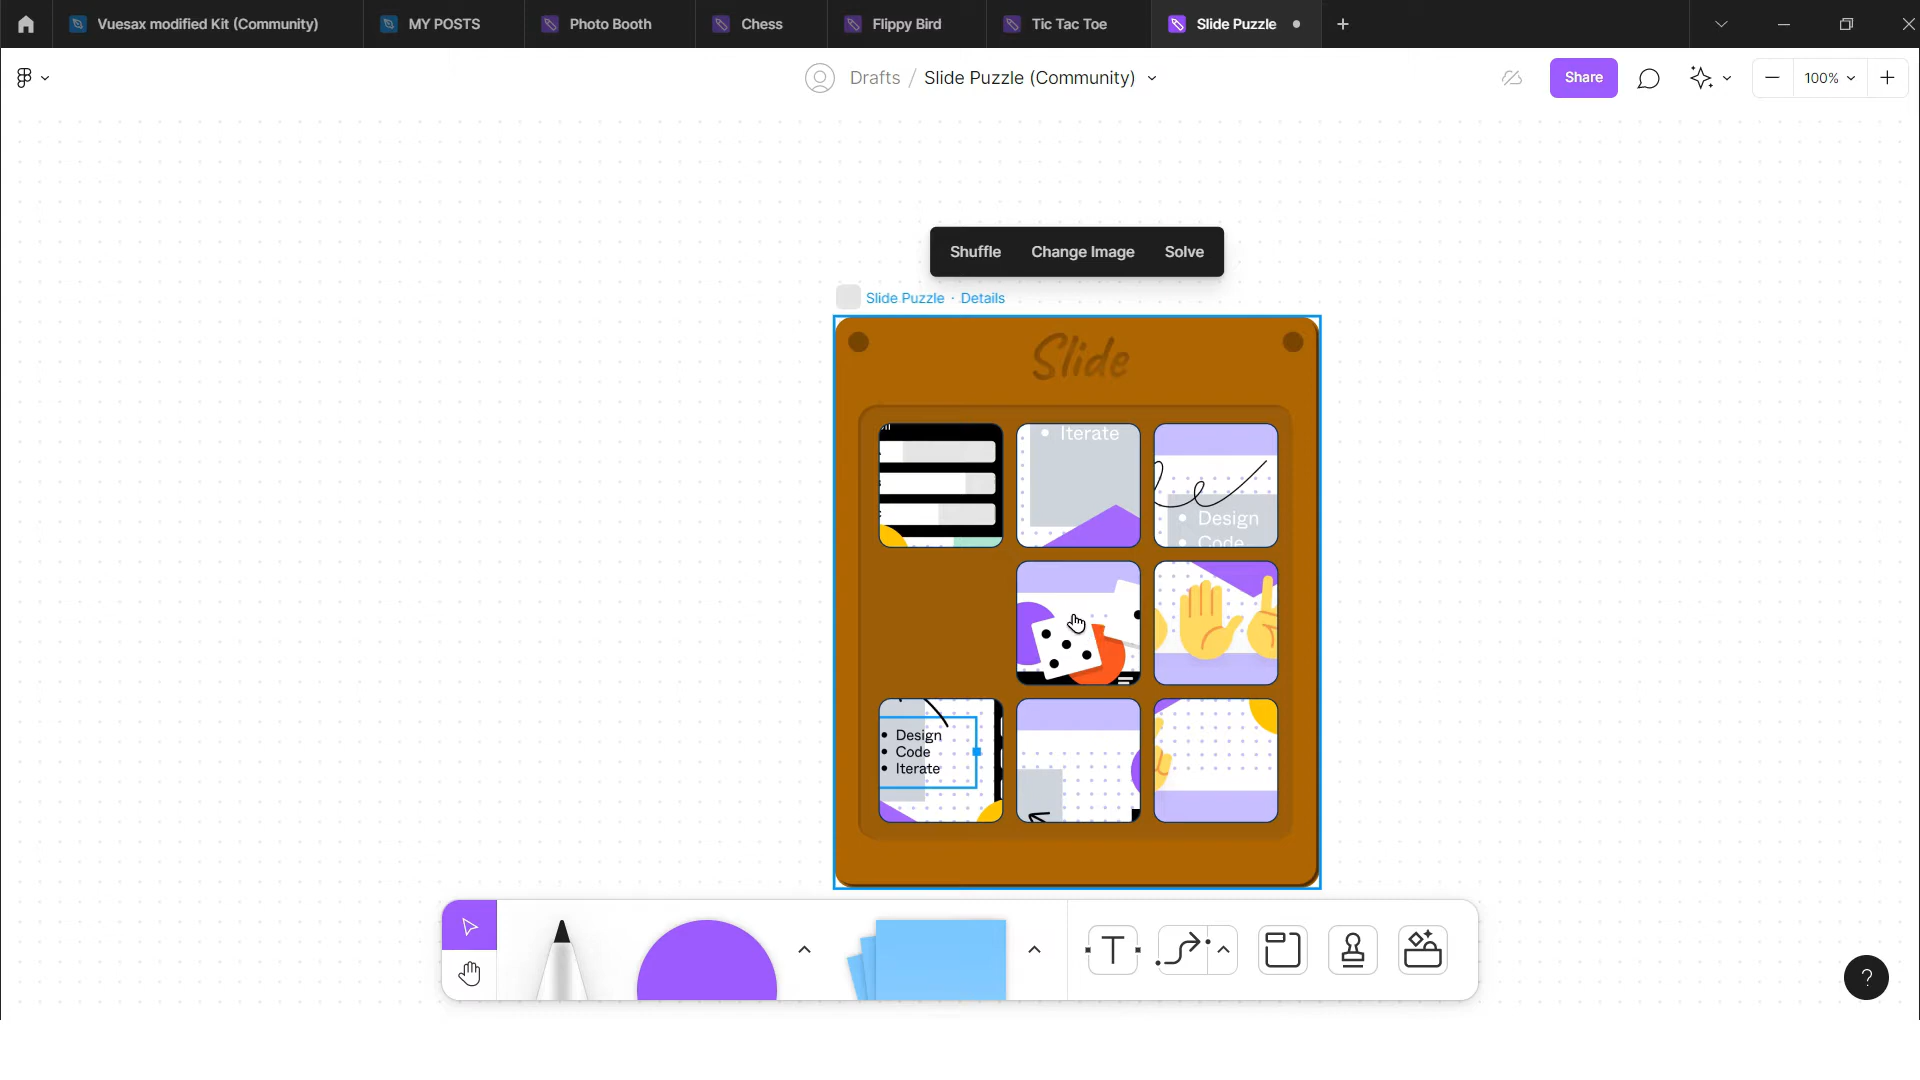 Vuesax modified Kit (Community) MY POSTS Photo Booth Chess Flippy Bird Tic Tac Toe Slide Puzzle
Drafts / Slide Puzzle (Community) Share 100%
Shuffle Change Image Solve
Slide Puzzle · Details
Slide
Iterate
Design
Code
Design
Code
Iterate
T
?